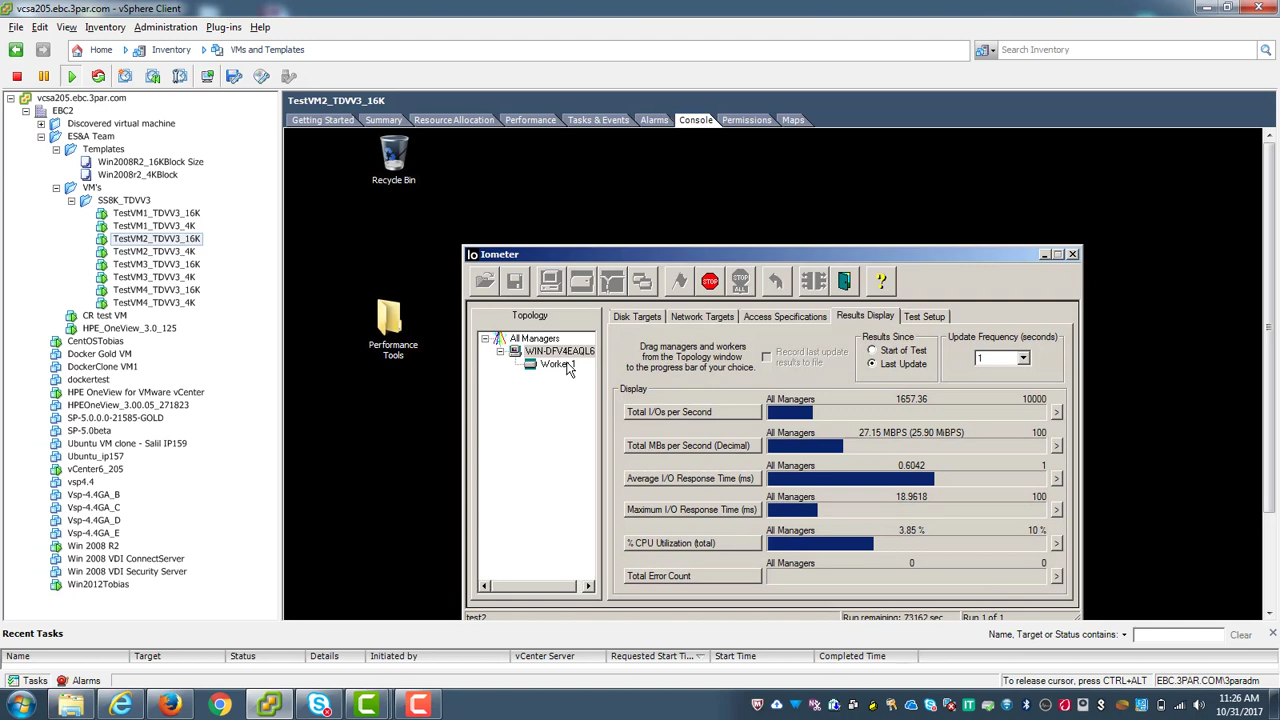 vcsa205.ebc.3par.com - vSphere Client
File Edit View Inventory Administration Plug-ins Help
Home Inventory VMs and Templates Search Inventory
vcsa205.ebc.3par.com
EBC2
Discovered virtual machine
ES&A Team
Templates
Win2008R2_16KBlock Size
Win2008r2_4KBlock
VM's
SS8K_TDVV3
TestVM1_TDVV3_16K
TestVM1_TDVV3_4K
TestVM2_TDVV3_16K
TestVM2_TDVV3_4K
TestVM3_TDVV3_16K
TestVM3_TDVV3_4K
TestVM4_TDVV3_16K
TestVM4_TDVV3_4K
CR test VM
HPE_OneView_3.0_125
CentOSTobias
Docker Gold VM
DockerClone VM1
dockertest
HPE OneView for VMware vCenter
HPEOneView_3.00.05_271823
SP-5.0.0.0-21585-GOLD
SP-5.0beta
Ubuntu VM clone - Salil IP159
Ubuntu_ip157
vCenter6_205
vsp4.4
Vsp-4.4GA_B
Vsp-4.4GA_C
Vsp-4.4GA_D
Vsp-4.4GA_E
Win 2008 R2
Win 2008 VDI ConnectServer
Win 2008 VDI Security Server
Win2012Tobias
TestVM2_TDVV3_16K
Getting Started Summary Resource Allocation Performance Tasks & Events Alarms Console Permissions Maps
Recycle Bin
Performance
Tools
Iometer
STOP STOP ALL
Topology
All Managers
WIN-DFV4EAQL6
Disk Targets Network Targets Access Specifications Results Display Test Setup
Drag managers and workers
from the Topology window
to the progress bar of your choice.
Record last update
results to file
Results Since
Start of Test
Last Update
Update Frequency (seconds)
1
Display
All Managers 1657.36 10000
Total I/Os per Second >
All Managers 27.15 MBPS (25.90 MiBPS) 100
Total MBs per Second (Decimal) >
All Managers 0.6042 1
Average I/O Response Time (ms) >
All Managers 18.9618 100
Maximum I/O Response Time (ms) >
All Managers 3.85 % 10 %
% CPU Utilization (total) >
All Managers 0 0
Total Error Count >
test2 Run remaining: 73162 sec Run 1 of 1
Recent Tasks
Name, Target or Status contains: Clear
Name Target Status Details Initiated by vCenter Server Requested Start Ti... Start Time Completed Time
Tasks Alarms To release cursor, press CTRL+ALT EBC.3PAR.COM\3paradm
11:26 AM
10/31/2017